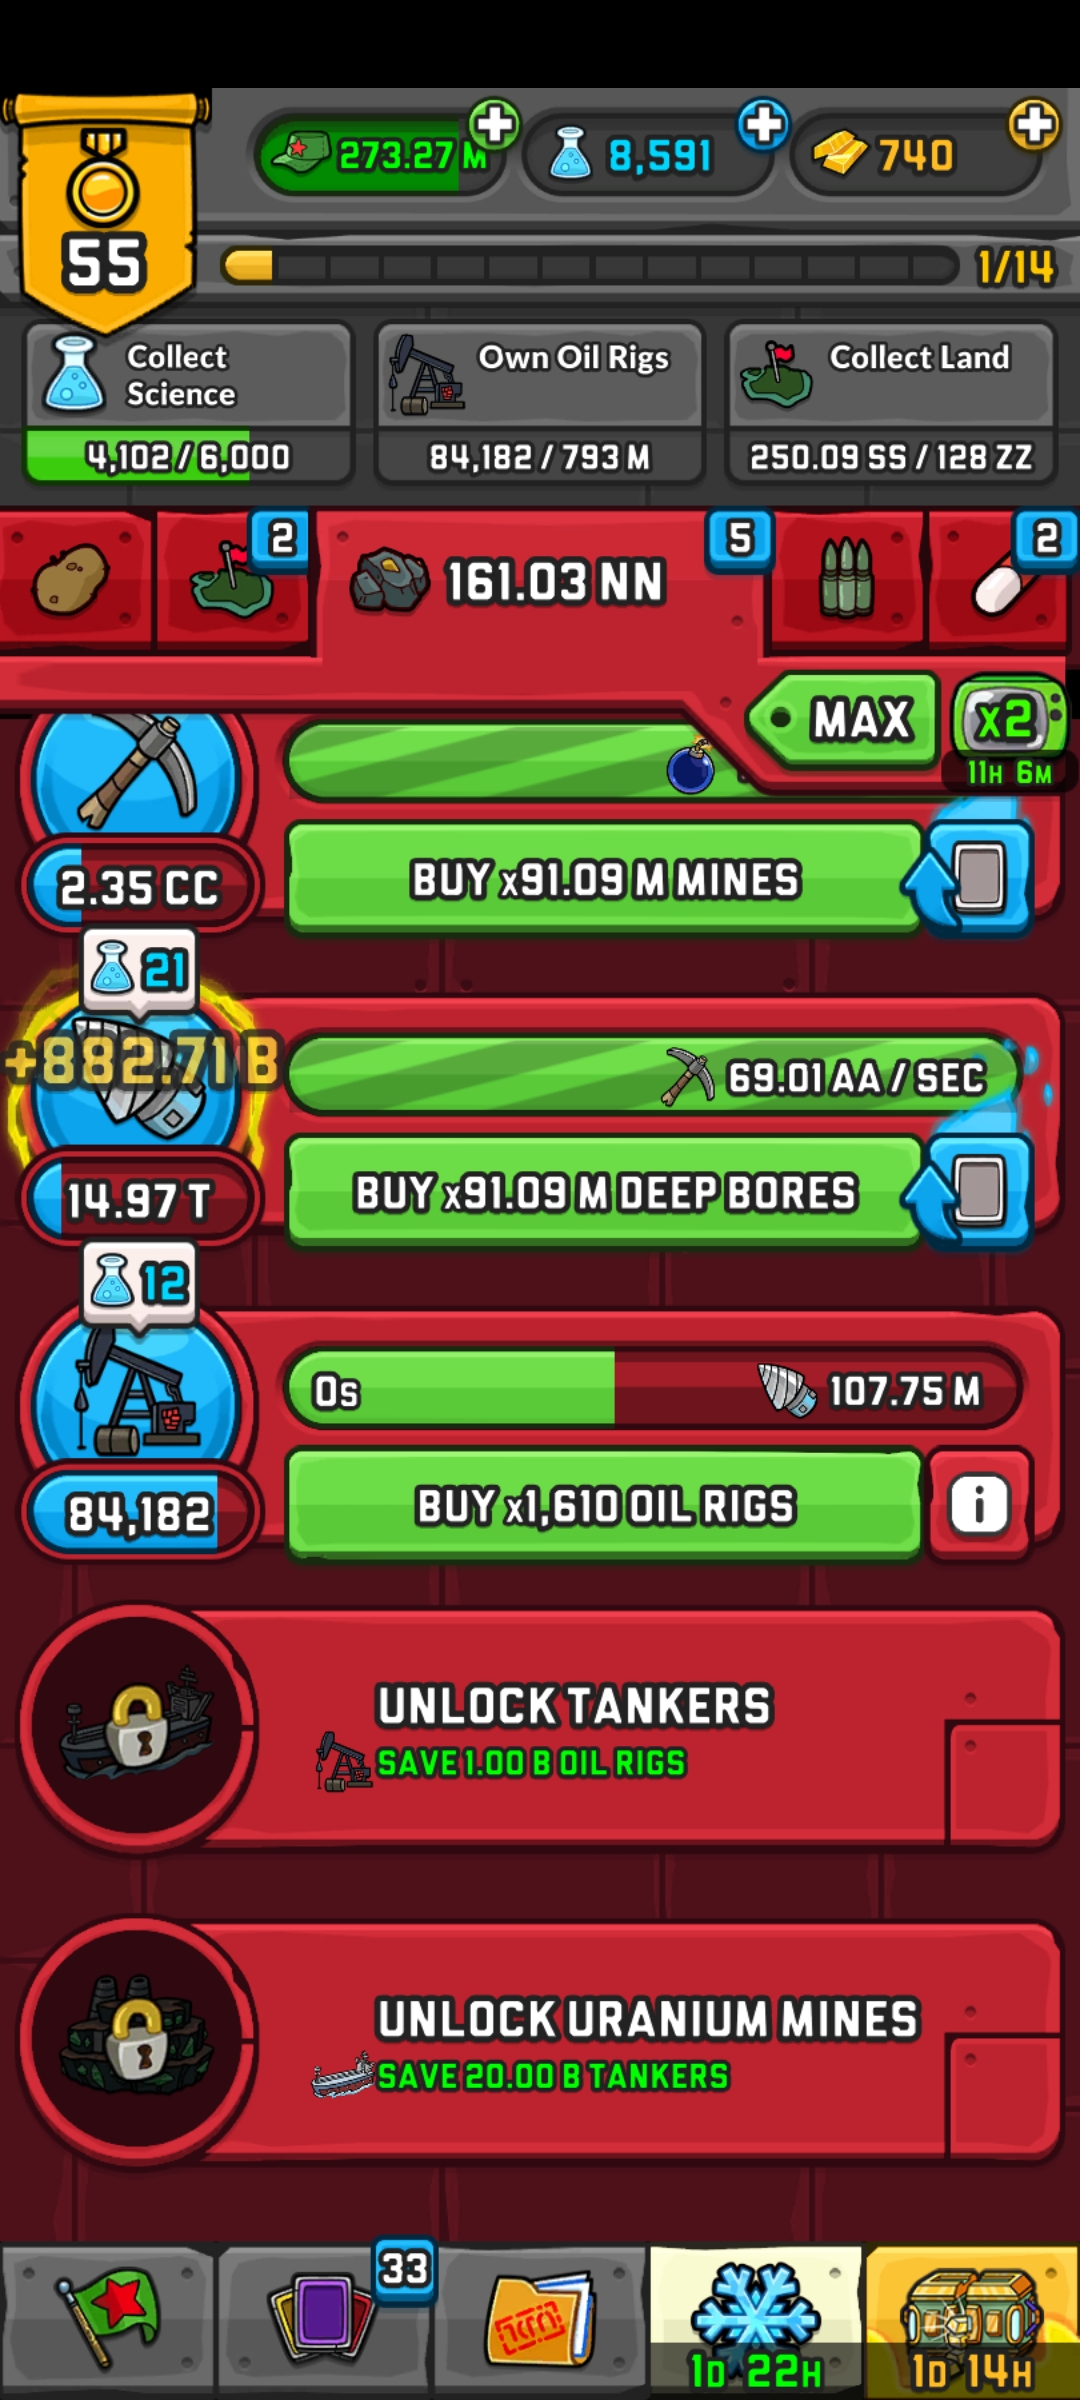 273.27 M
8,591
740
55
1/14
Collect
Science
4,102 / 6,000
Own Oil Rigs
84,182 / 793 M
Collect Land
250.09 SS / 128 ZZ
2
161.03 NN
5
2
MAX
x2
11H 6M
2.35 CC
BUY x91.09 M MINES
21
+882.71 B
69.01 AA / SEC
14.97 T
BUY x91.09 M DEEP BORES
12
0s
107.75 M
84,182
BUY x1,610 OIL RIGS
i
UNLOCK TANKERS
SAVE 1.00 B OIL RIGS
UNLOCK URANIUM MINES
SAVE 20.00 B TANKERS
33
1D 22H
1D 14H